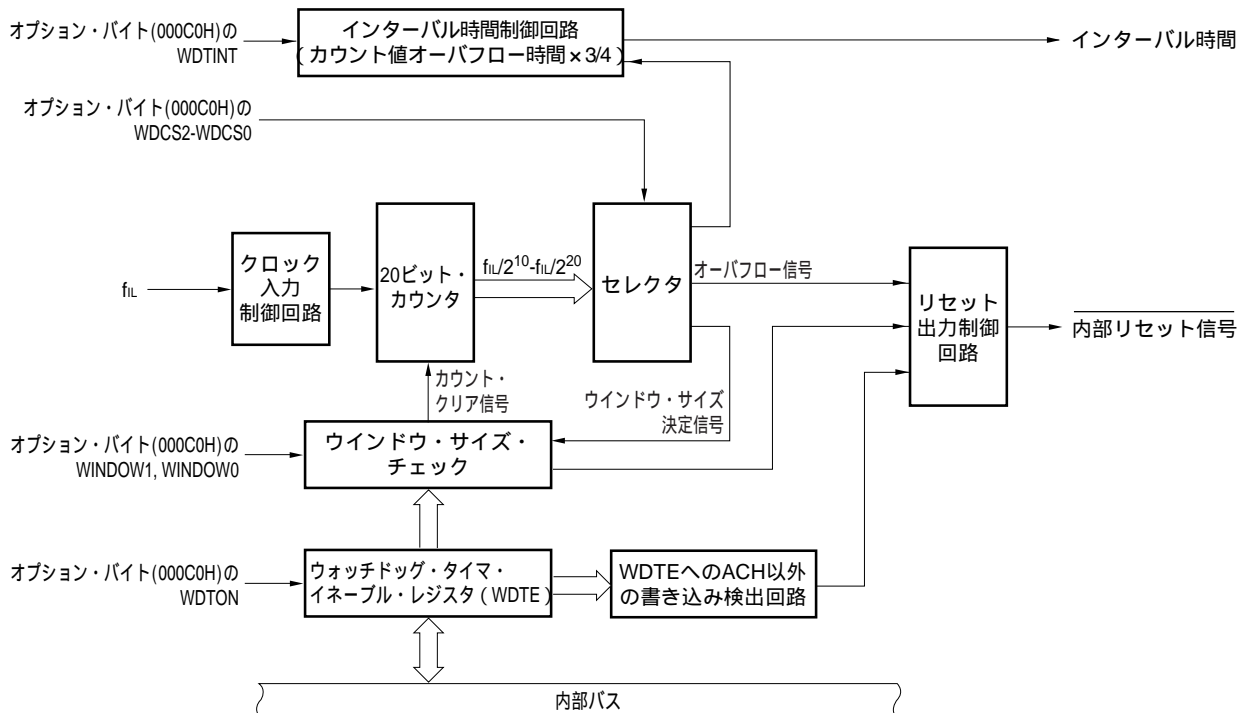 オプション・バイト(000C0H)の
WDTINT
インターバル時間制御回路
(カウント値オーバフロー時間×3/4)
インターバル時間
オプション・バイト(000C0H)の
WDCS2-WDCS0
fIL
クロック
入力
制御回路
20ビット・
カウンタ
fIL/2^10-fIL/2^20
セレクタ
オーバフロー信号
リセット
出力制御
回路
内部リセット信号
カウント・
クリア信号
ウインドウ・サイズ
決定信号
オプション・バイト(000C0H)の
WINDOW1, WINDOW0
ウインドウ・サイズ・
チェック
オプション・バイト(000C0H)の
WDTON
ウォッチドッグ・タイマ・
イネーブル・レジスタ(WDTE)
WDTEへのACH以外
の書き込み検出回路
内部バス